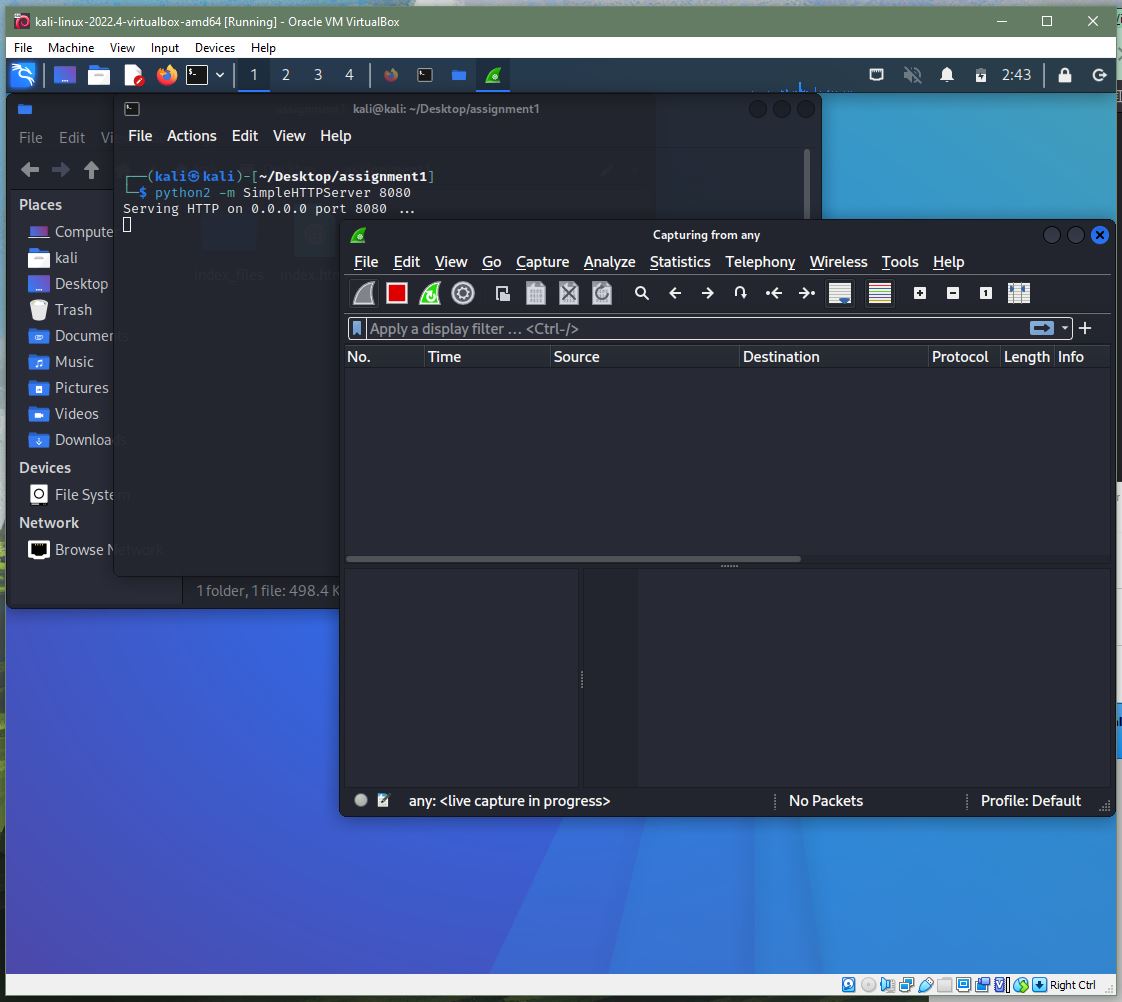 kali-linux-2022.4-virtualbox-amd64 [Running] - Oracle VM VirtualBox
File Machine View Input Devices Help
1 2 3 4 2:43
kali@kali: ~/Desktop/assignment1
File Edit
File Actions Edit View Help
┌──(kali㉿kali)-[~/Desktop/assignment1]
└─$ python2 -m SimpleHTTPServer 8080
Serving HTTP on 0.0.0.0 port 8080 ...
Places
Compute
kali
Desktop
Trash
Documen
Music
Pictures
Videos
Downloa
Devices
File Syste
Network
Browse Network
index_files
1 folder, 1 file: 498.4 K
Capturing from any
File Edit View Go Capture Analyze Statistics Telephony Wireless Tools Help
Apply a display filter ... <Ctrl-/>
No. Time Source Destination Protocol Length Info
any: <live capture in progress> No Packets Profile: Default
Right Ctrl